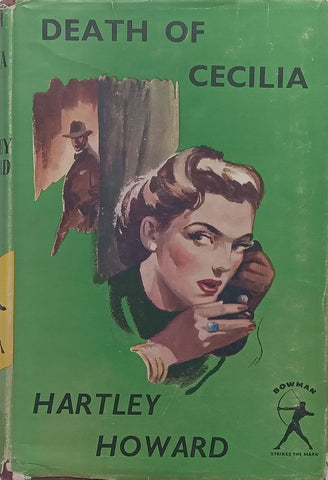 DEATH OF
CECILIA
HARTLEY
HOWARD
BOWMAN
STRIKES THE MARK